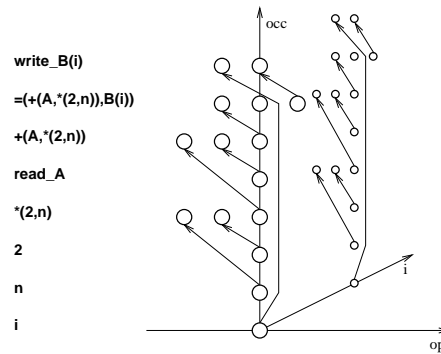 occ
write_B(i)
=(+(A,*(2,n)),B(i))
+(A,*(2,n))
read_A
*(2,n)
2
n
i
i
op